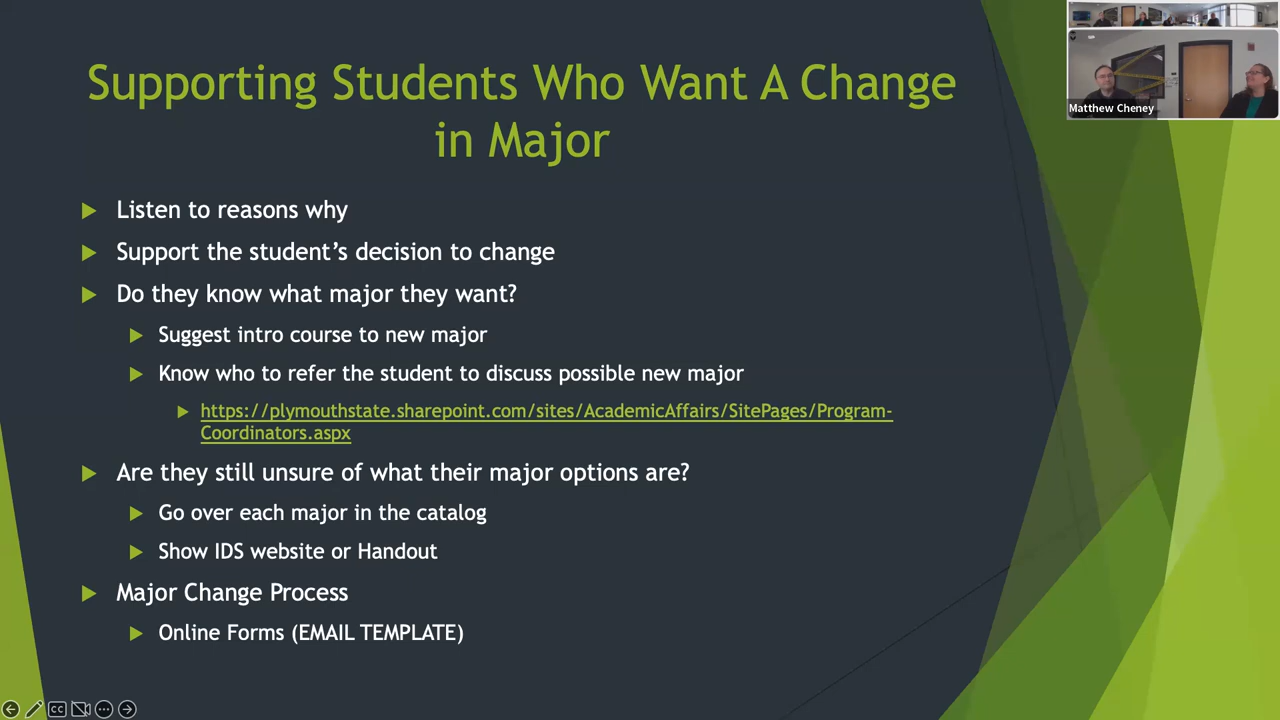 Supporting Students Who Want A Change
in Major
Matthew Cheney
Listen to reasons why
Support the student’s decision to change
Do they know what major they want?
Suggest intro course to new major
Know who to refer the student to discuss possible new major
https://plymouthstate.sharepoint.com/sites/AcademicAffairs/SitePages/Program-
Coordinators.aspx
Are they still unsure of what their major options are?
Go over each major in the catalog
Show IDS website or Handout
Major Change Process
Online Forms (EMAIL TEMPLATE)
CC